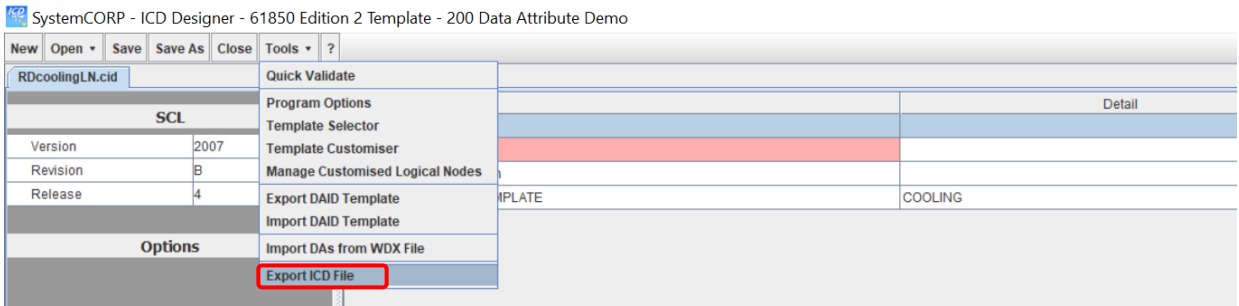 SystemCORP - ICD Designer - 61850 Edition 2 Template - 200 Data Attribute Demo
New Open Save Save As Close Tools ?
RDcoolingLN.cid
Quick Validate
Program Options
Template Selector
Template Customiser
Manage Customised Logical Nodes
Export DAID Template
Import DAID Template
Import DAs from WDX File
Export ICD File
SCL
Version 2007
Revision B
Release 4
Options
Detail
COOLING